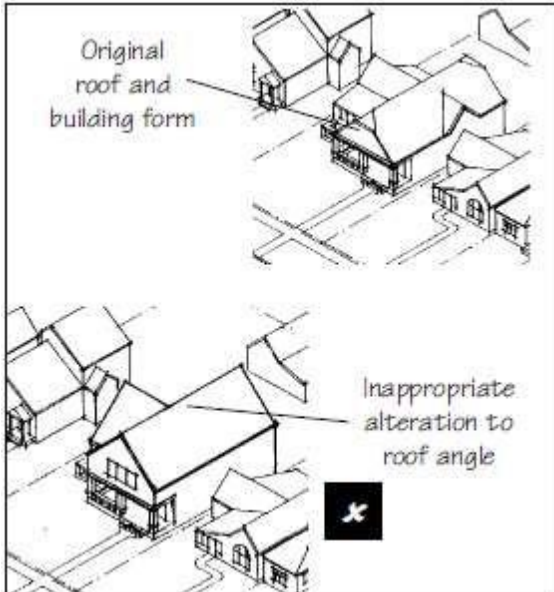 Original
roof and
building form
Inappropriate
alteration to
roof angle
x